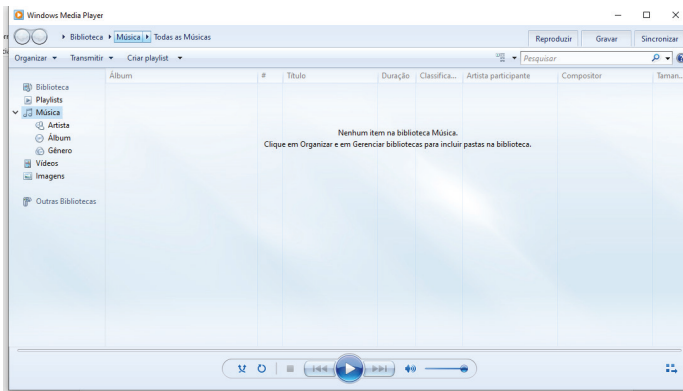 Windows Media Player
Biblioteca Música Todas as Músicas
Reproduzir Gravar Sincronizar
Organizar Transmitir Criar playlist Pesquisar
Álbum # Título Duração Classifica... Artista participante Compositor Taman...
Biblioteca
Playlists
Música
Artista
Álbum
Gênero
Vídeos
Imagens
Outras Bibliotecas
Nenhum item na biblioteca Música.
Clique em Organizar e em Gerenciar bibliotecas para incluir pastas na biblioteca.